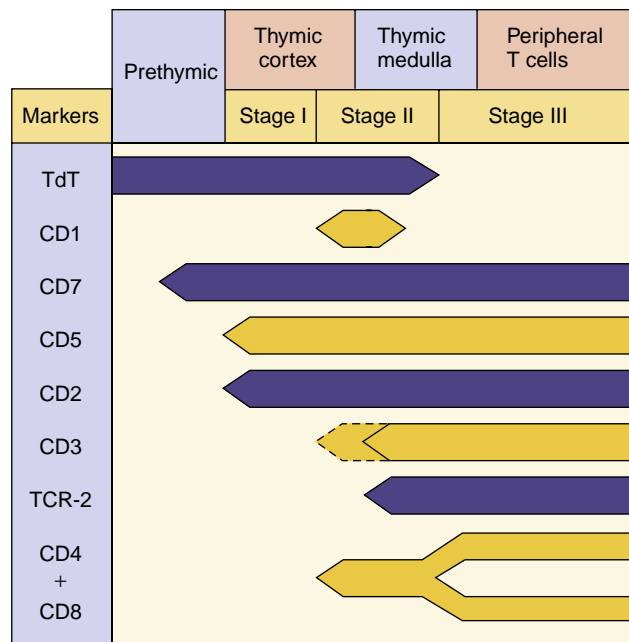 Prethymic
Thymic
cortex
Thymic
medulla
Peripheral
T cells
Markers
Stage I
Stage II
Stage III
TdT
CD1
CD7
CD5
CD2
CD3
TCR-2
CD4
+
CD8